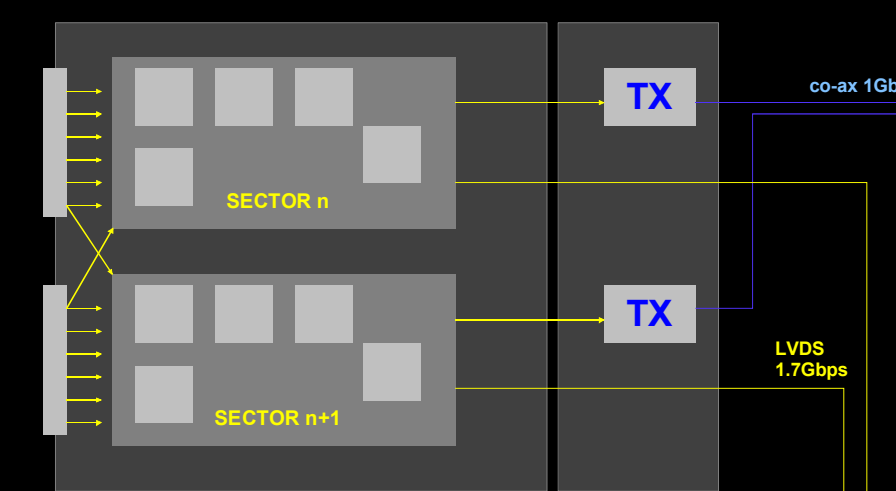 TX
co-ax 1Gb
SECTOR n
TX
LVDS
1.7Gbps
SECTOR n+1